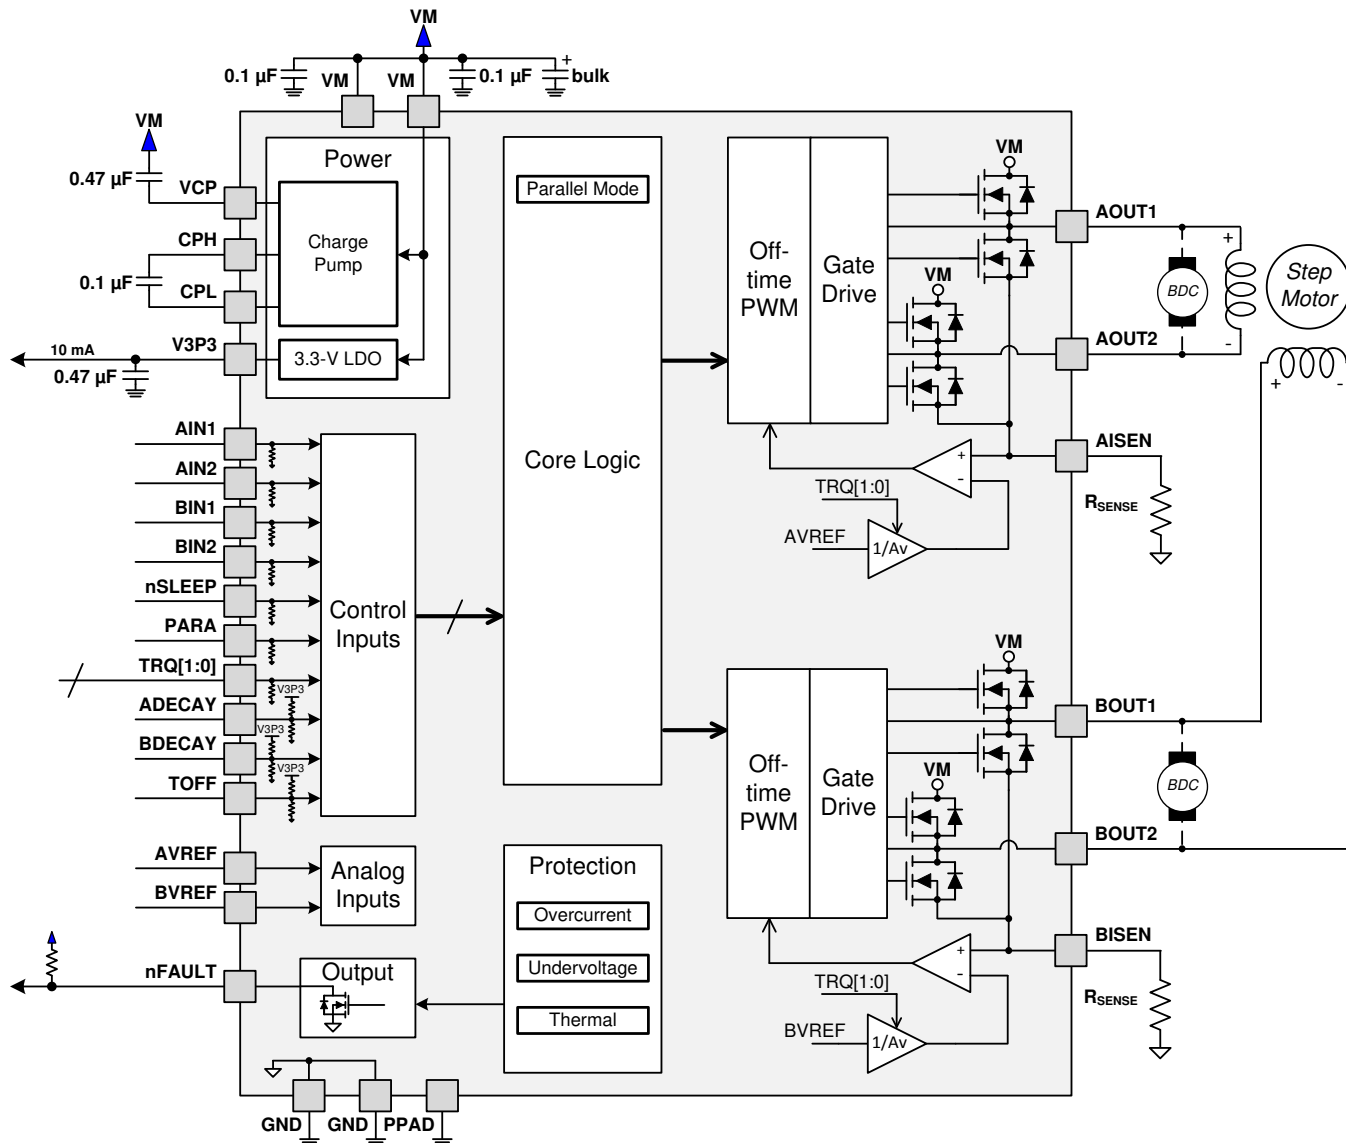 VM
0.1 µF
VM
VM
0.1 µF
+
bulk
VM
0.47 µF
VCP
CPH
0.1 µF
CPL
V3P3
10 mA
0.47 µF
Power
Charge
Pump
3.3-V LDO
AIN1
AIN2
BIN1
BIN2
nSLEEP
PARA
TRQ[1:0]
ADECAY
BDECAY
TOFF
V3P3
V3P3
V3P3
Control
Inputs
AVREF
BVREF
Analog
Inputs
nFAULT
Output
GND
GND
PPAD
Parallel Mode
Core Logic
Protection
Overcurrent
Undervoltage
Thermal
Off-
time
PWM
Gate
Drive
VM
VM
AOUT1
AOUT2
AISEN
RSENSE
+
-
TRQ[1:0]
AVREF
1/Av
BDC
+
-
Step
Motor
+
-
Off-
time
PWM
Gate
Drive
VM
VM
BOUT1
BOUT2
BISEN
RSENSE
+
-
TRQ[1:0]
BVREF
1/Av
BDC